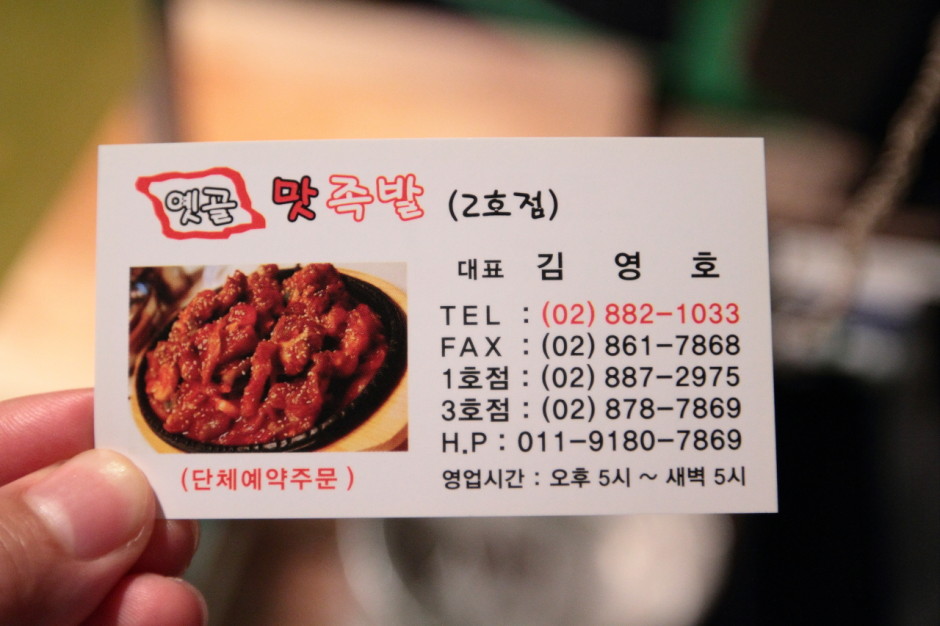 옛골 맛족발 (2호점)
대표 김 영 호
TEL : (02) 882-1033
FAX : (02) 861-7868
1호점 : (02) 887-2975
3호점 : (02) 878-7869
H.P : 011-9180-7869
영업시간 : 오후 5시 ~ 새벽 5시
(단체예약주문)